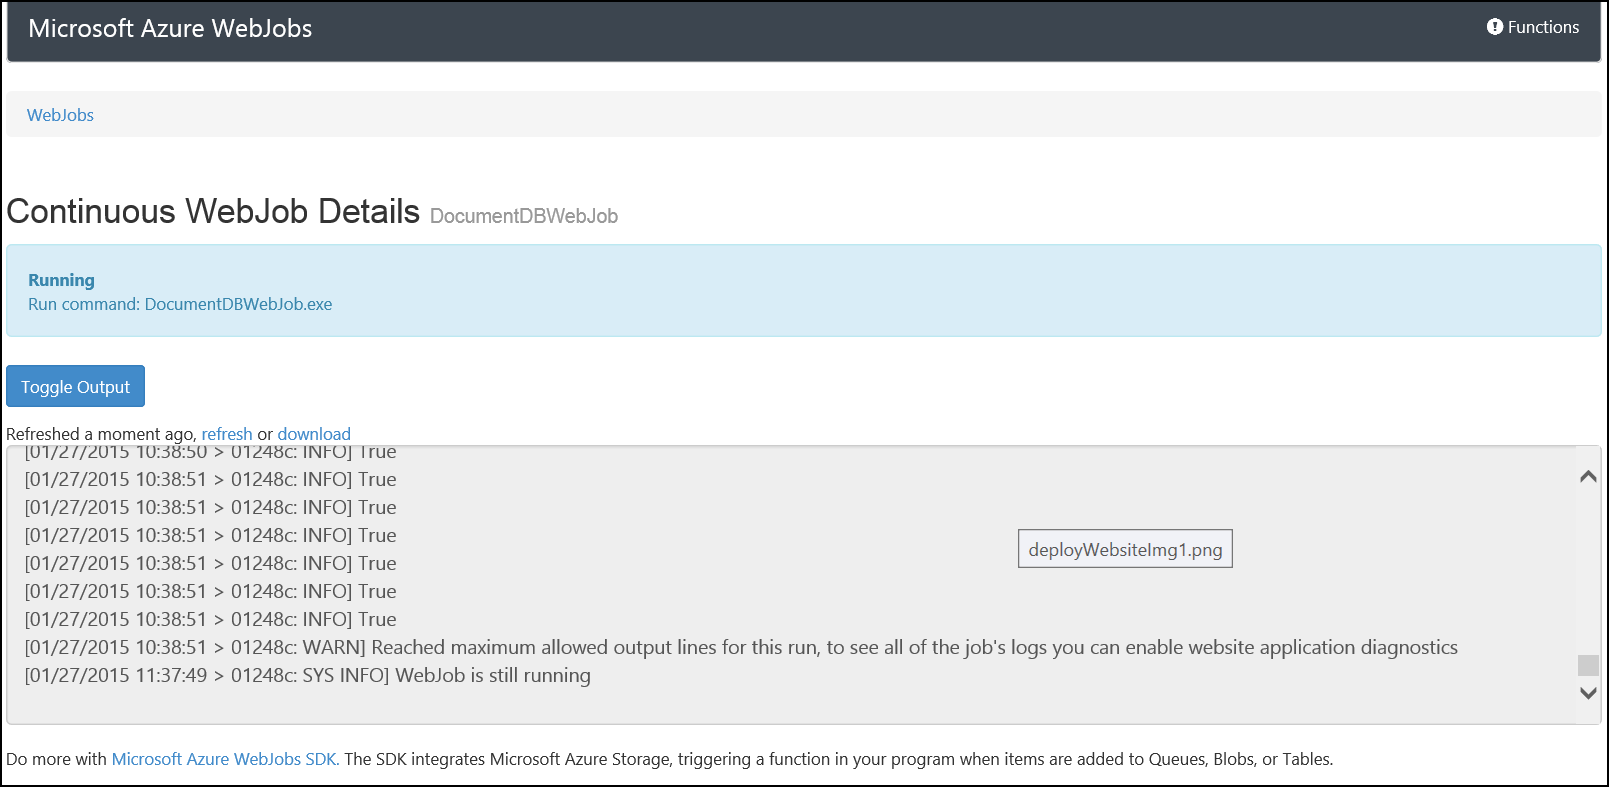 Microsoft Azure WebJobs
Functions
WebJobs
Continuous WebJob Details DocumentDBWebJob
Running
Run command: DocumentDBWebJob.exe
Toggle Output
Refreshed a moment ago, refresh or download
[01/27/2015 10:38:50 > 01248c: INFO] True
[01/27/2015 10:38:51 > 01248c: INFO] True
[01/27/2015 10:38:51 > 01248c: INFO] True
[01/27/2015 10:38:51 > 01248c: INFO] True
deployWebsiteImg1.png
[01/27/2015 10:38:51 > 01248c: INFO] True
[01/27/2015 10:38:51 > 01248c: INFO] True
[01/27/2015 10:38:51 > 01248c: INFO] True
[01/27/2015 10:38:51 > 01248c: WARN] Reached maximum allowed output lines for this run, to see all of the job's logs you can enable website application diagnostics
[01/27/2015 11:37:49 > 01248c: SYS INFO] WebJob is still running
Do more with Microsoft Azure WebJobs SDK. The SDK integrates Microsoft Azure Storage, triggering a function in your program when items are added to Queues, Blobs, or Tables.